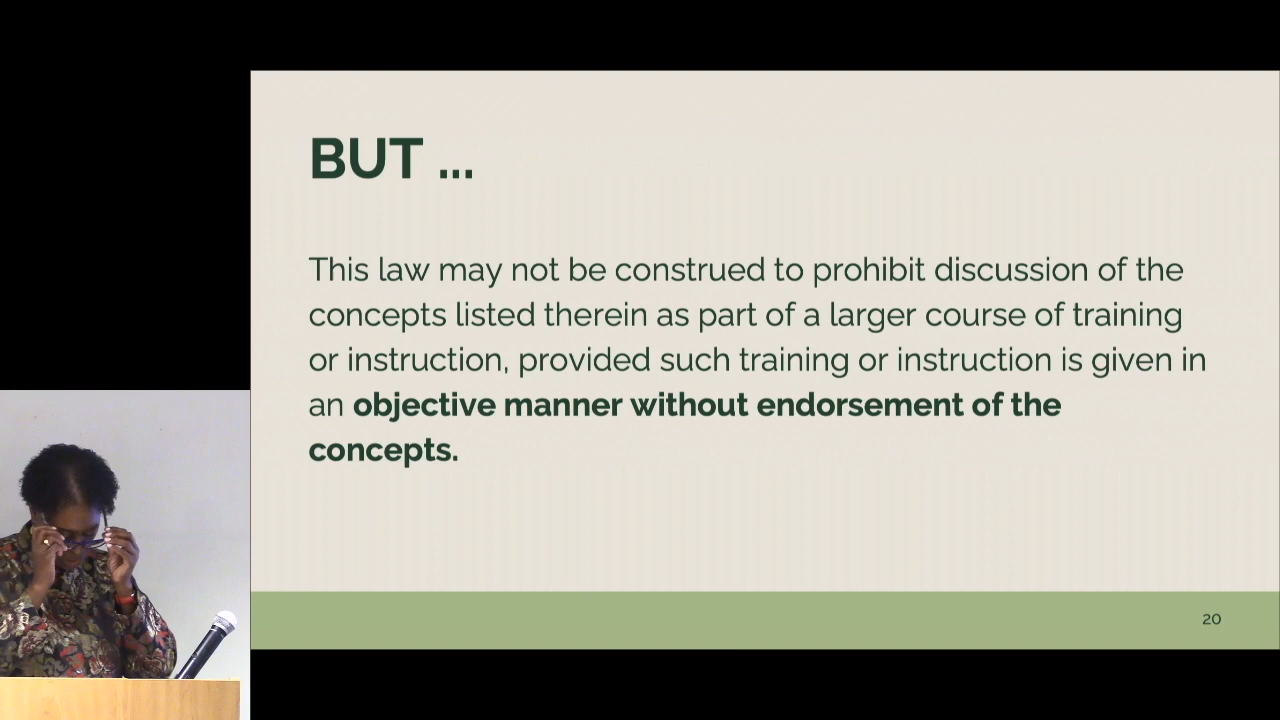 BUT ...
This law may not be construed to prohibit discussion of the
concepts listed therein as part of a larger course of training
or instruction, provided such training or instruction is given in
an objective manner without endorsement of the
concepts.
20